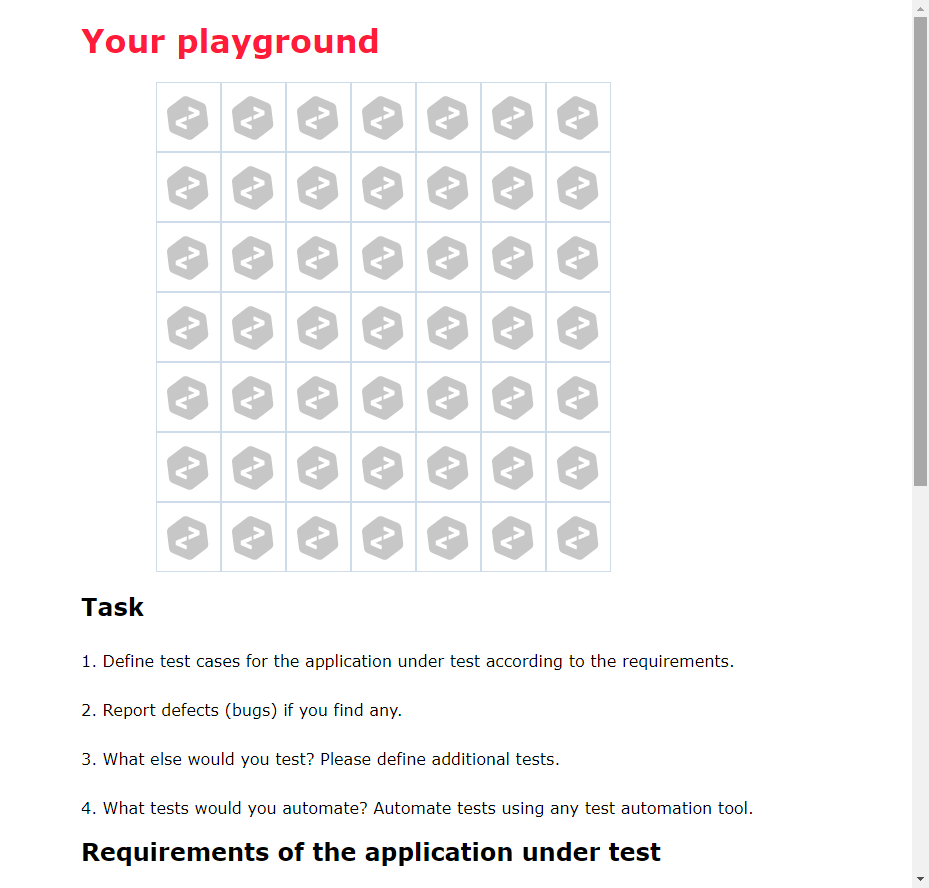 Your playground
Task
1. Define test cases for the application under test according to the requirements.
2. Report defects (bugs) if you find any.
3. What else would you test? Please define additional tests.
4. What tests would you automate? Automate tests using any test automation tool.
Requirements of the application under test